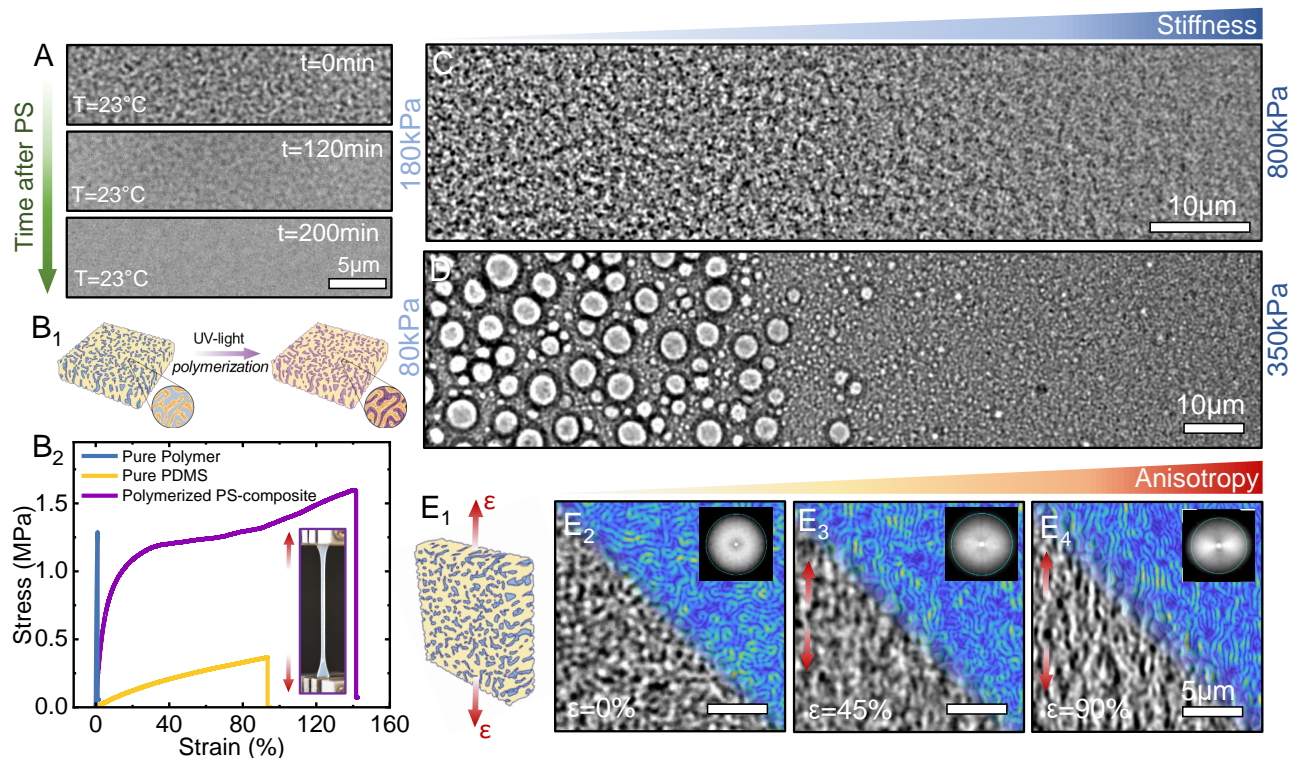 Stiffness
A
Time after PS
t=0min
T=23°C
t=120min
T=23°C
t=200min
5μm
T=23°C
C
180kPa
800kPa
10μm
D
80kPa
350kPa
10μm
B1
UV-light
polymerization
B2
Pure Polymer
Pure PDMS
Polymerized PS-composite
Stress (MPa)
1.5
1.0
0.5
0.0
0 40 80 120 160
Strain (%)
Anisotropy
E1
ε
ε
E2
ε=0%
E3
ε=45%
E4
5μm
ε=90%